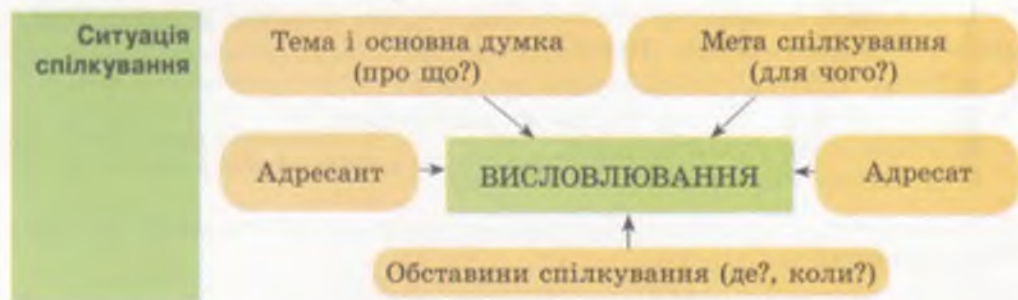 Ситуація
спілкування
Тема і основна думка
(про що?)
Мета спілкування
(для чого?)
Адресант
ВИСЛОВЛЮВАННЯ
Адресат
Обставини спілкування (де?, коли?)